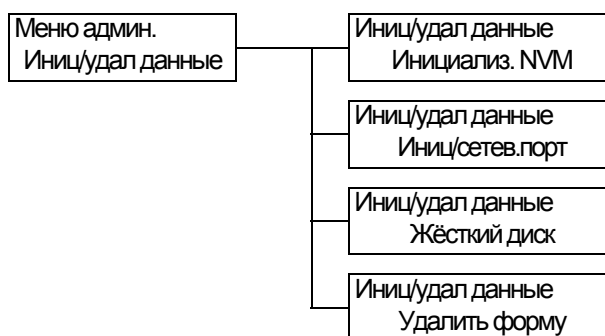 Меню админ.
Иниц/удал данные
Иниц/удал данные
Инициализ. NVM
Иниц/удал данные
Иниц/сетев.порт
Иниц/удал данные
Жёсткий диск
Иниц/удал данные
Удалить форму